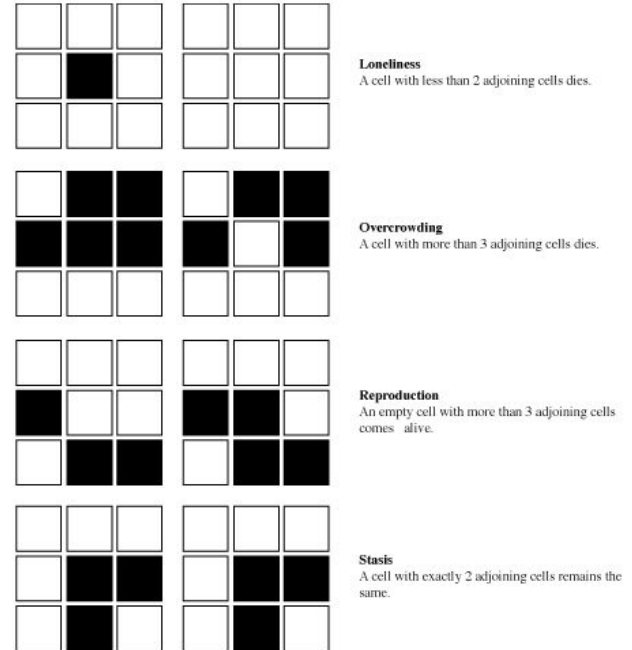 Loneliness
A cell with less than 2 adjoining cells dies.
Overcrowding
A cell with more than 3 adjoining cells dies.
Reproduction
An empty cell with more than 3 adjoining cells
comes alive.
Stasis
A cell with exactly 2 adjoining cells remains the
same.